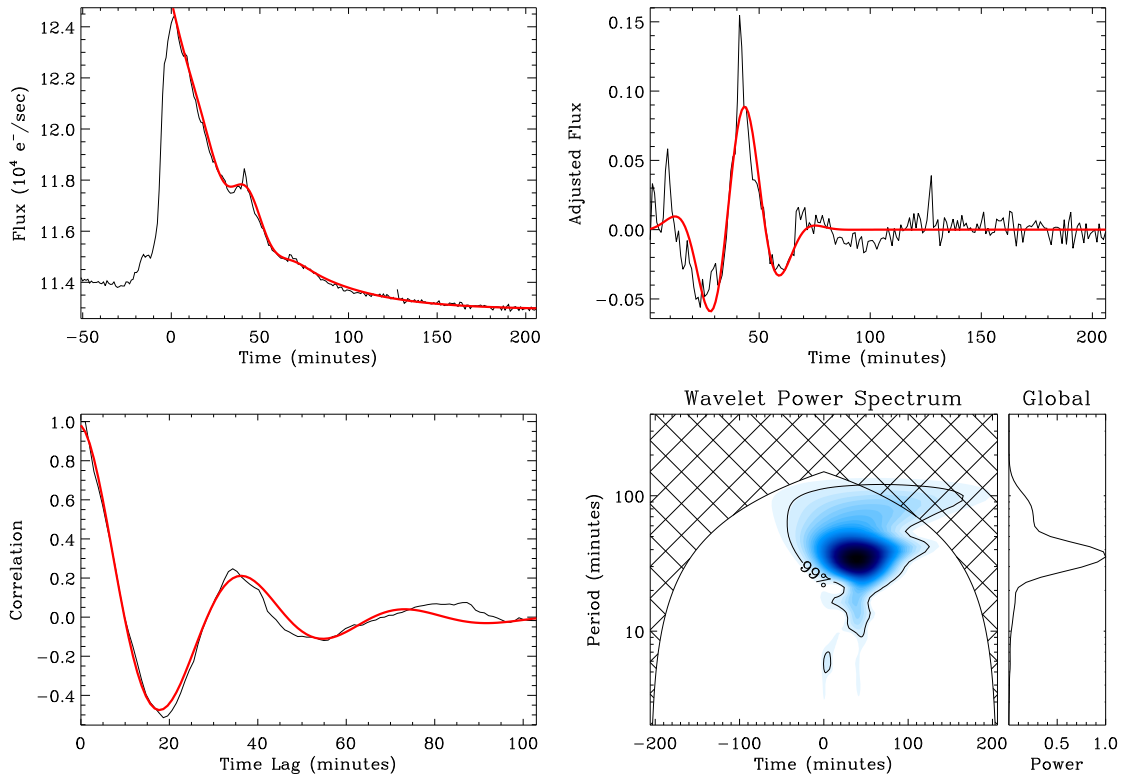 12.4
12.2
12.0
11.8
11.6
11.4
Flux (10⁴ e⁻/sec)
−50 0 50 100 150 200
Time (minutes)
0.15
0.10
0.05
0.00
−0.05
Adjusted Flux
50 100 150 200
Time (minutes)
1.0
0.8
0.6
0.4
0.2
0.0
−0.2
−0.4
Correlation
0 20 40 60 80 100
Time Lag (minutes)
Wavelet Power Spectrum
Global
100
10
Period (minutes)
99%
−200 −100 0 100 200
Time (minutes)
0.5 1.0
Power